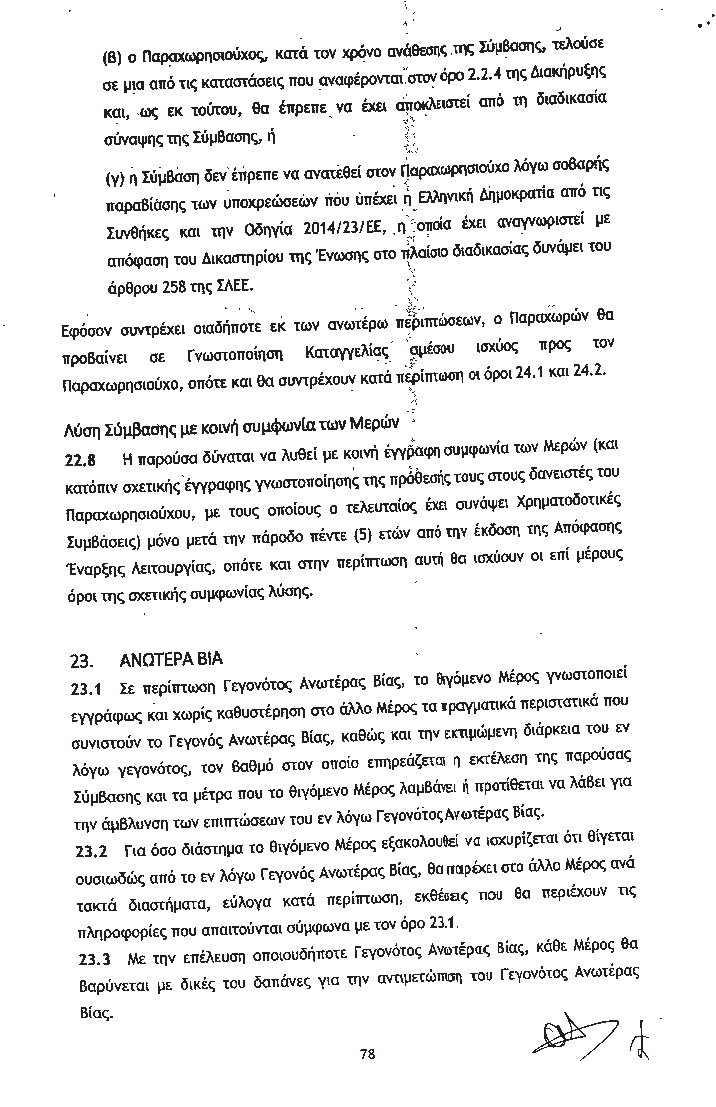 (β) ο Παραχωρησιούχος, κατά τον χρόνο ανάθεσης της Σύμβασης, τελούσε
σε μια από τις καταστάσεις που αναφέρονται στον όρο 2.2.4 της Διακήρυξης
και, ως εκ τούτου, θα έπρεπε να έχει αποκλειστεί από τη διαδικασία
σύναψης της Σύμβασης, ή
(γ) η Σύμβαση δεν έπρεπε να ανατεθεί στον Παραχωρησιούχο λόγω σοβαρής
παραβίασης των υποχρεώσεων που υπέχει η Ελληνική Δημοκρατία από τις
Συνθήκες και την Οδηγία 2014/23/ΕΕ, η οποία έχει αναγνωριστεί με
απόφαση του Δικαστηρίου της Ένωσης στο πλαίσιο διαδικασίας δυνάμει του
άρθρου 258 της ΣΛΕΕ.
Εφόσον συντρέχει οιαδήποτε εκ των ανωτέρω περιπτώσεων, ο Παραχωρών θα
προβαίνει σε Γνωστοποίηση Καταγγελίας αμέσου ισχύος προς τον
Παραχωρησιούχο, οπότε και θα συντρέχουν κατά περίπτωση οι όροι 24.1 και 24.2.
Λύση Σύμβασης με κοινή συμφωνία των Μερών
22.8 Η παρούσα δύναται να λυθεί με κοινή έγγραφη συμφωνία των Μερών (και
κατόπιν σχετικής έγγραφης γνωστοποίησης της πρόθεσής τους στους δανειστές του
Παραχωρησιούχου, με τους οποίους ο τελευταίος έχει συνάψει Χρηματοδοτικές
Συμβάσεις) μόνο μετά την πάροδο πέντε (5) ετών από την έκδοση της Απόφασης
Έναρξης Λειτουργίας, οπότε και στην περίπτωση αυτή θα ισχύουν οι επί μέρους
όροι της σχετικής συμφωνίας λύσης.
23. ΑΝΩΤΕΡΑ ΒΙΑ
23.1 Σε περίπτωση Γεγονότος Ανωτέρας Βίας, το θιγόμενο Μέρος γνωστοποιεί
εγγράφως και χωρίς καθυστέρηση στο άλλο Μέρος τα πραγματικά περιστατικά που
συνιστούν το Γεγονός Ανωτέρας Βίας, καθώς και την εκτιμώμενη διάρκεια του εν
λόγω γεγονότος, τον βαθμό στον οποίο επηρεάζεται η εκτέλεση της παρούσας
Σύμβασης και τα μέτρα που το θιγόμενο Μέρος λαμβάνει ή προτίθεται να λάβει για
την άμβλυνση των επιπτώσεων του εν λόγω Γεγονότος Ανωτέρας Βίας.
23.2 Για όσο διάστημα το θιγόμενο Μέρος εξακολουθεί να ισχυρίζεται ότι θίγεται
ουσιωδώς από το εν λόγω Γεγονός Ανωτέρας Βίας, θα παρέχει στο άλλο Μέρος ανά
τακτά διαστήματα, εύλογα κατά περίπτωση, εκθέσεις που θα περιέχουν τις
πληροφορίες που απαιτούνται σύμφωνα με τον όρο 23.1.
23.3 Με την επέλευση οποιουδήποτε Γεγονότος Ανωτέρας Βίας, κάθε Μέρος θα
βαρύνεται με δικές του δαπάνες για την αντιμετώπιση του Γεγονότος Ανωτέρας
Βίας.
78